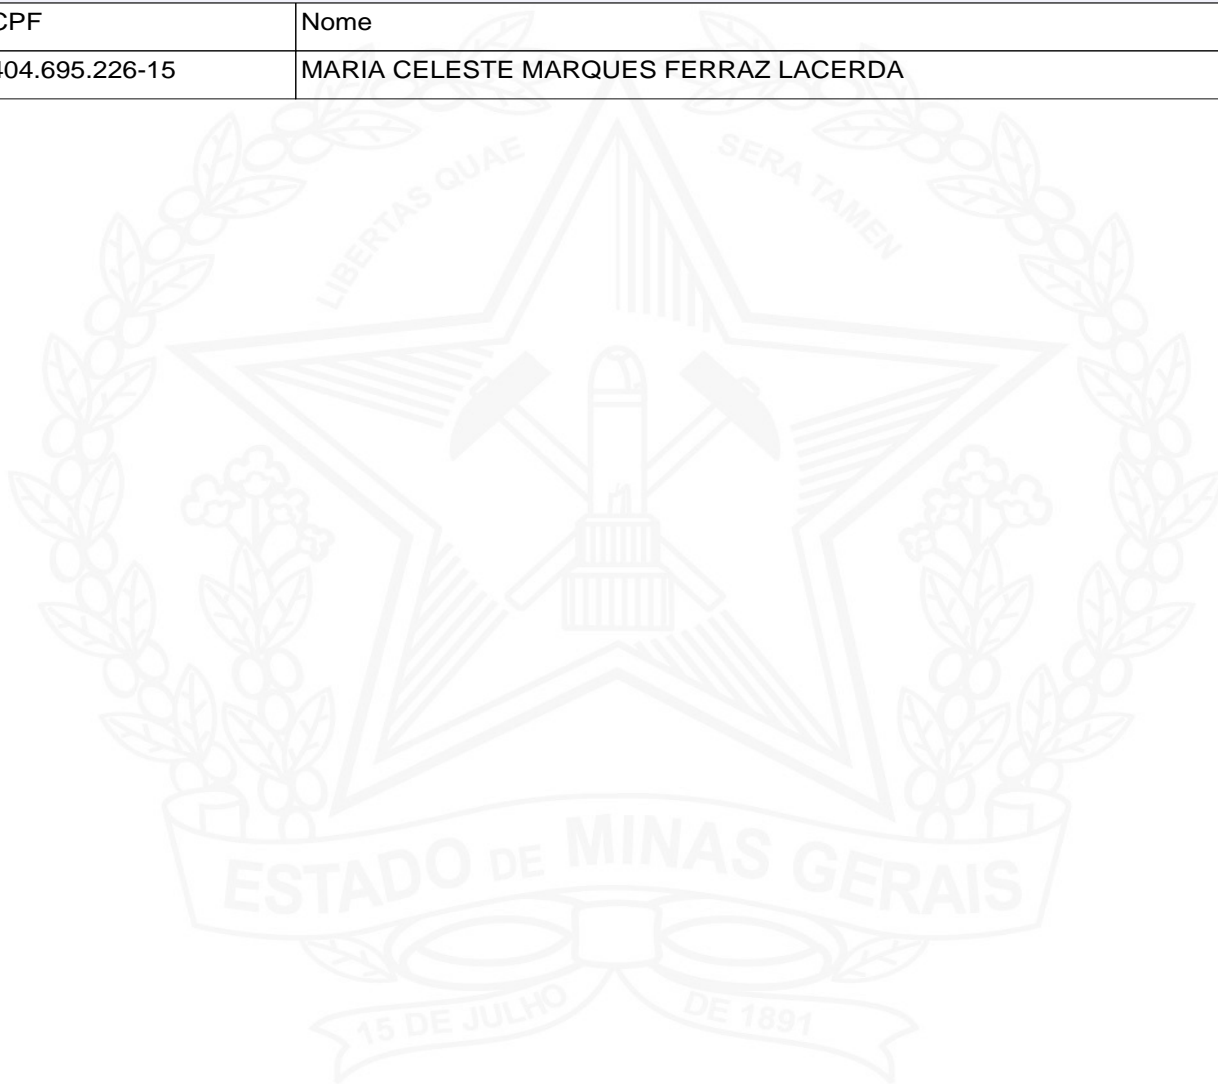 CPF Nome
404.695.226-15 MARIA CELESTE MARQUES FERRAZ LACERDA
LIBERTAS QUAE SERA TAMEN
ESTADO DE MINAS GERAIS
15 DE JULHO DE 1891